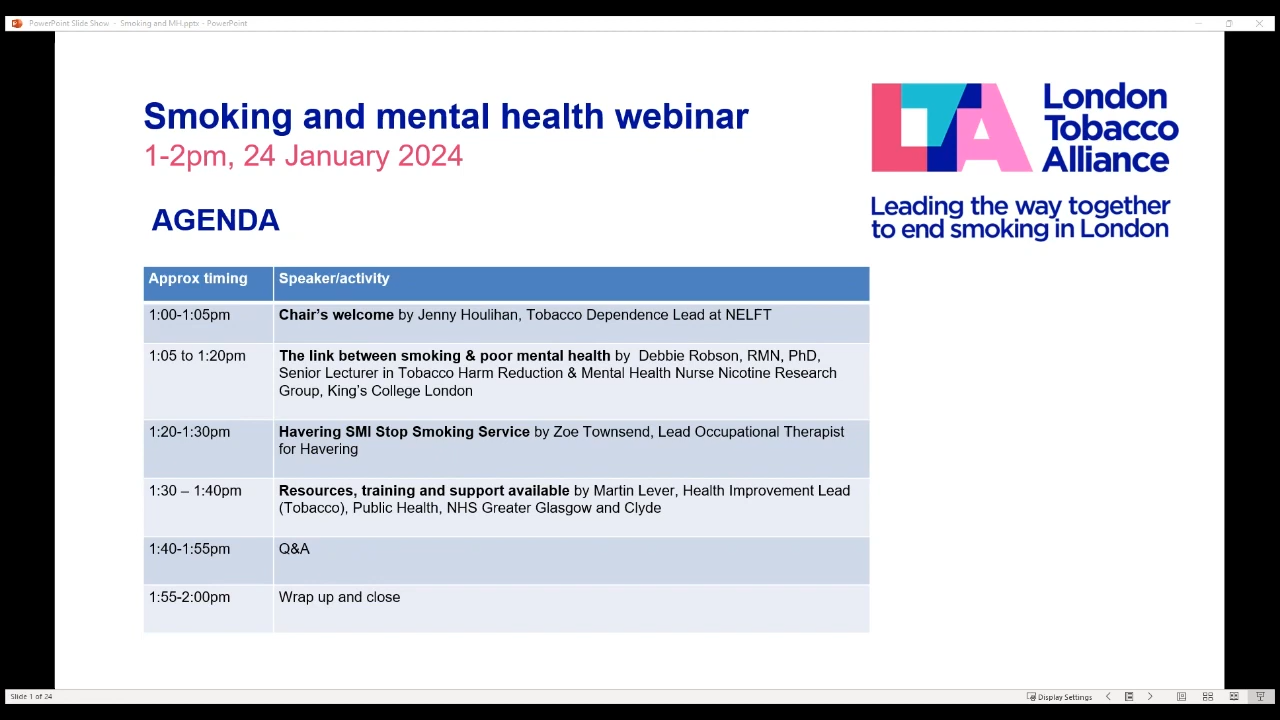 PowerPoint Slide Show - Smoking and MH.pptx - PowerPoint
Smoking and mental health webinar
1-2pm, 24 January 2024
LTA
London
Tobacco
Alliance
Leading the way together
to end smoking in London
AGENDA
Approx timing Speaker/activity
1:00-1:05pm Chair's welcome by Jenny Houlihan, Tobacco Dependence Lead at NELFT
1:05 to 1:20pm The link between smoking & poor mental health by Debbie Robson, RMN, PhD,
Senior Lecturer in Tobacco Harm Reduction & Mental Health Nurse Nicotine Research
Group, King's College London
1:20-1:30pm Havering SMI Stop Smoking Service by Zoe Townsend, Lead Occupational Therapist
for Havering
1:30 – 1:40pm Resources, training and support available by Martin Lever, Health Improvement Lead
(Tobacco), Public Health, NHS Greater Glasgow and Clyde
1:40-1:55pm Q&A
1:55-2:00pm Wrap up and close
Slide 1 of 24
Display Settings